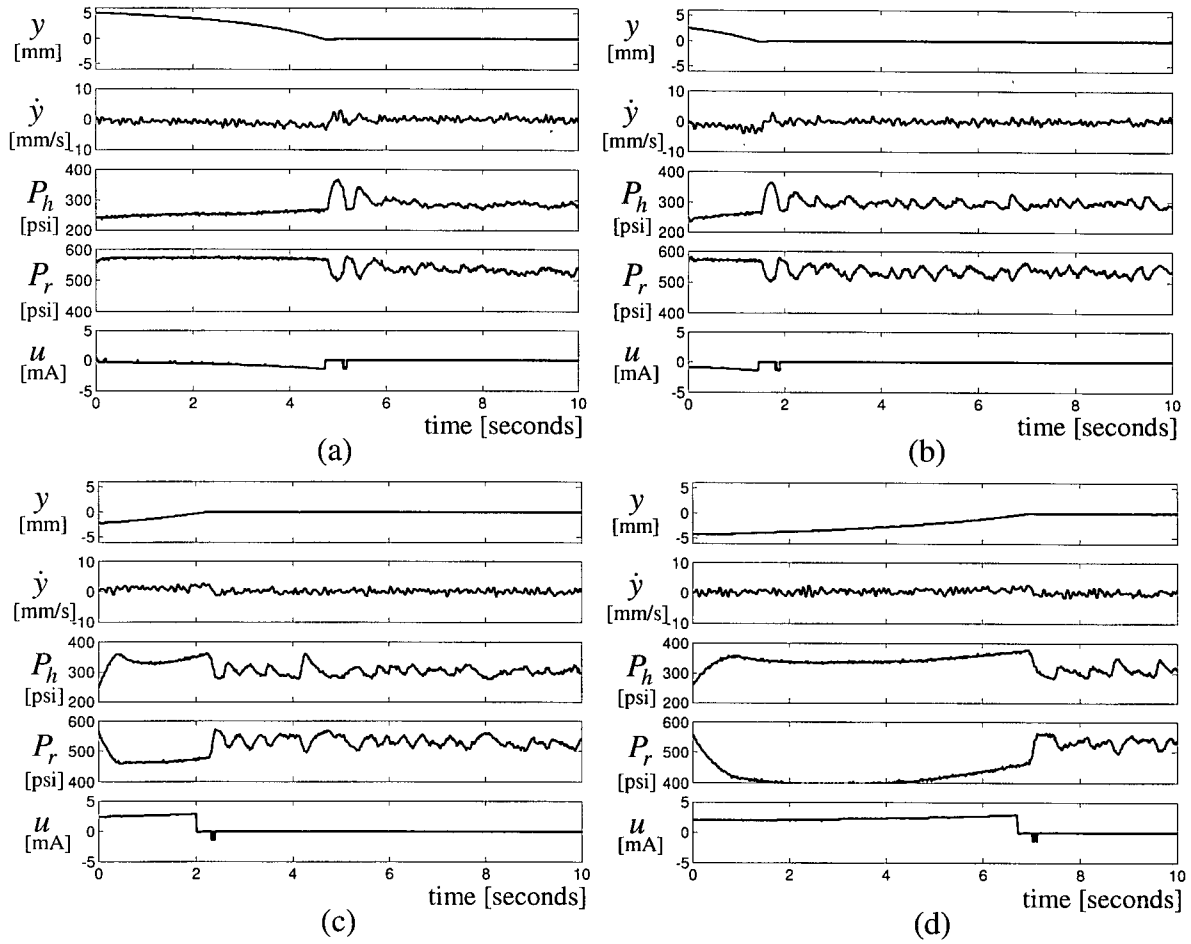 y
[mm]
5
0
-5
ẏ
[mm/s]
10
0
-10
P_h
[psi]
400
300
200
P_r
[psi]
600
500
400
u
[mA]
5
0
-5
0 2 4 6 8 10
time [seconds]
(a)
y
[mm]
5
0
-5
ẏ
[mm/s]
10
0
-10
P_h
[psi]
400
300
200
P_r
[psi]
600
500
400
u
[mA]
5
0
-5
0 2 4 6 8 10
time [seconds]
(b)
y
[mm]
5
0
-5
ẏ
[mm/s]
10
0
-10
P_h
[psi]
400
300
200
P_r
[psi]
600
500
400
u
[mA]
5
0
-5
0 2 4 6 8 10
time [seconds]
(c)
y
[mm]
5
0
-5
ẏ
[mm/s]
10
0
-10
P_h
[psi]
400
300
200
P_r
[psi]
600
500
400
u
[mA]
5
0
-5
0 2 4 6 8 10
time [seconds]
(d)